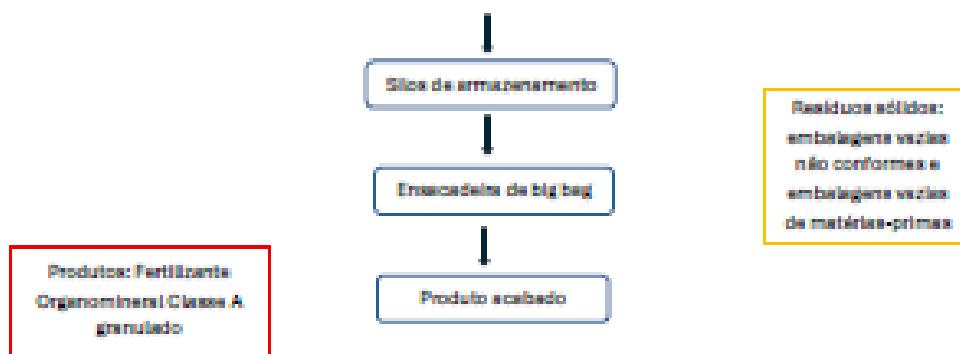 Silos de armazenamento
Resíduos sólidos:
embalagens vazias
não conformes e
embalagens vazias
de matérias-primas
Ensacadeira de big bag
Produtos: Fertilizante
Organomineral Classe A
granulado
Produto acabado